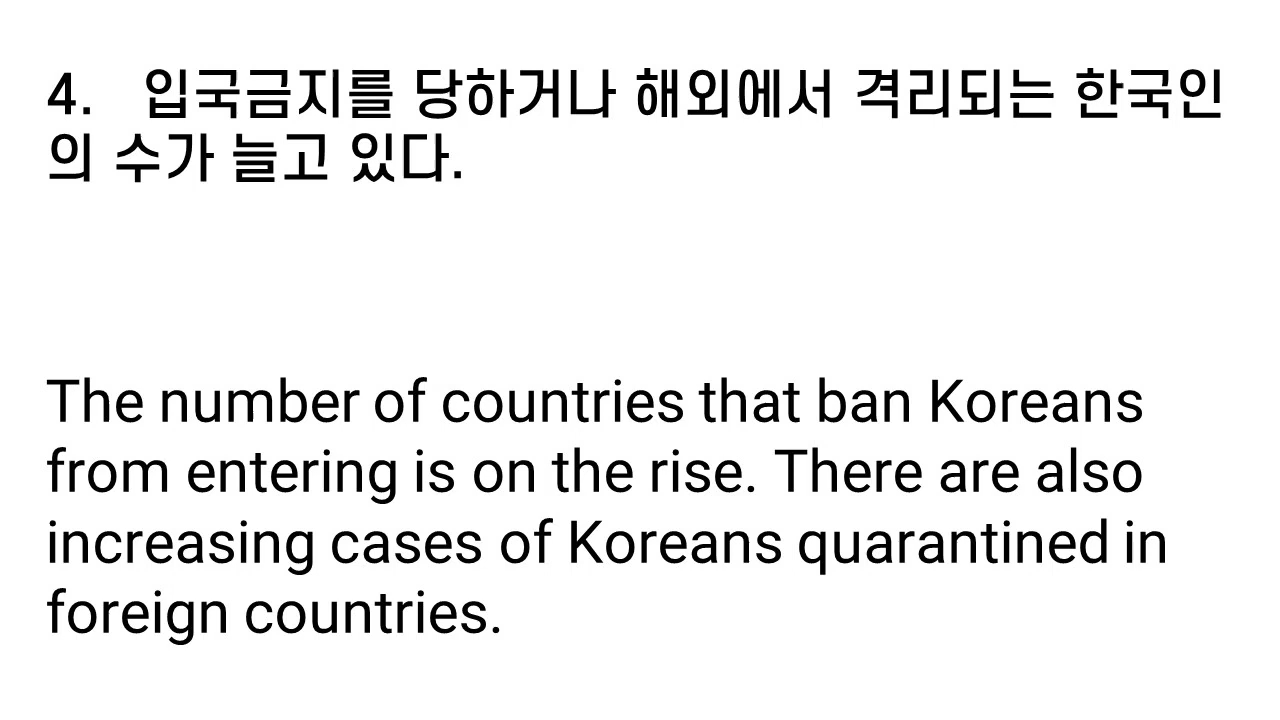 4. 입국금지를 당하거나 해외에서 격리되는 한국인
의 수가 늘고 있다.
The number of countries that ban Koreans
from entering is on the rise. There are also
increasing cases of Koreans quarantined in
foreign countries.